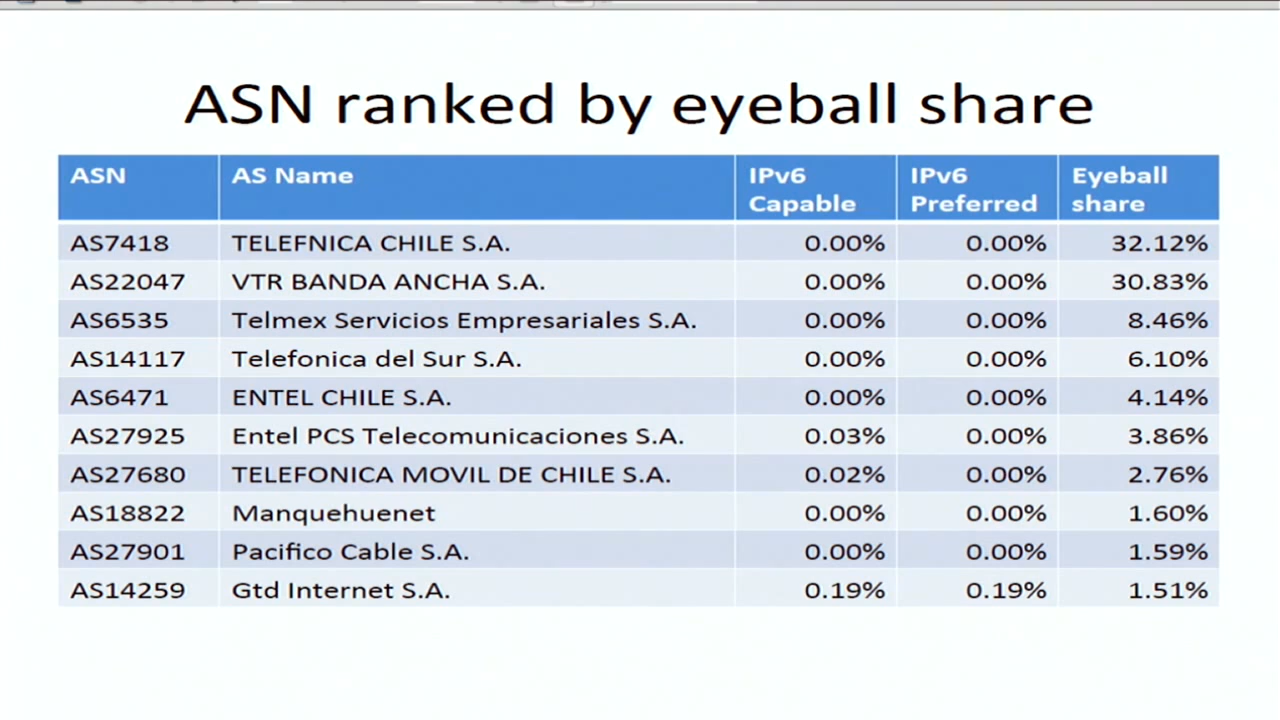 ASN ranked by eyeball share
ASN AS Name IPv6 Capable IPv6 Preferred Eyeball share
AS7418 TELEFNICA CHILE S.A. 0.00% 0.00% 32.12%
AS22047 VTR BANDA ANCHA S.A. 0.00% 0.00% 30.83%
AS6535 Telmex Servicios Empresariales S.A. 0.00% 0.00% 8.46%
AS14117 Telefonica del Sur S.A. 0.00% 0.00% 6.10%
AS6471 ENTEL CHILE S.A. 0.00% 0.00% 4.14%
AS27925 Entel PCS Telecomunicaciones S.A. 0.03% 0.00% 3.86%
AS27680 TELEFONICA MOVIL DE CHILE S.A. 0.02% 0.00% 2.76%
AS18822 Manquehuenet 0.00% 0.00% 1.60%
AS27901 Pacifico Cable S.A. 0.00% 0.00% 1.59%
AS14259 Gtd Internet S.A. 0.19% 0.19% 1.51%